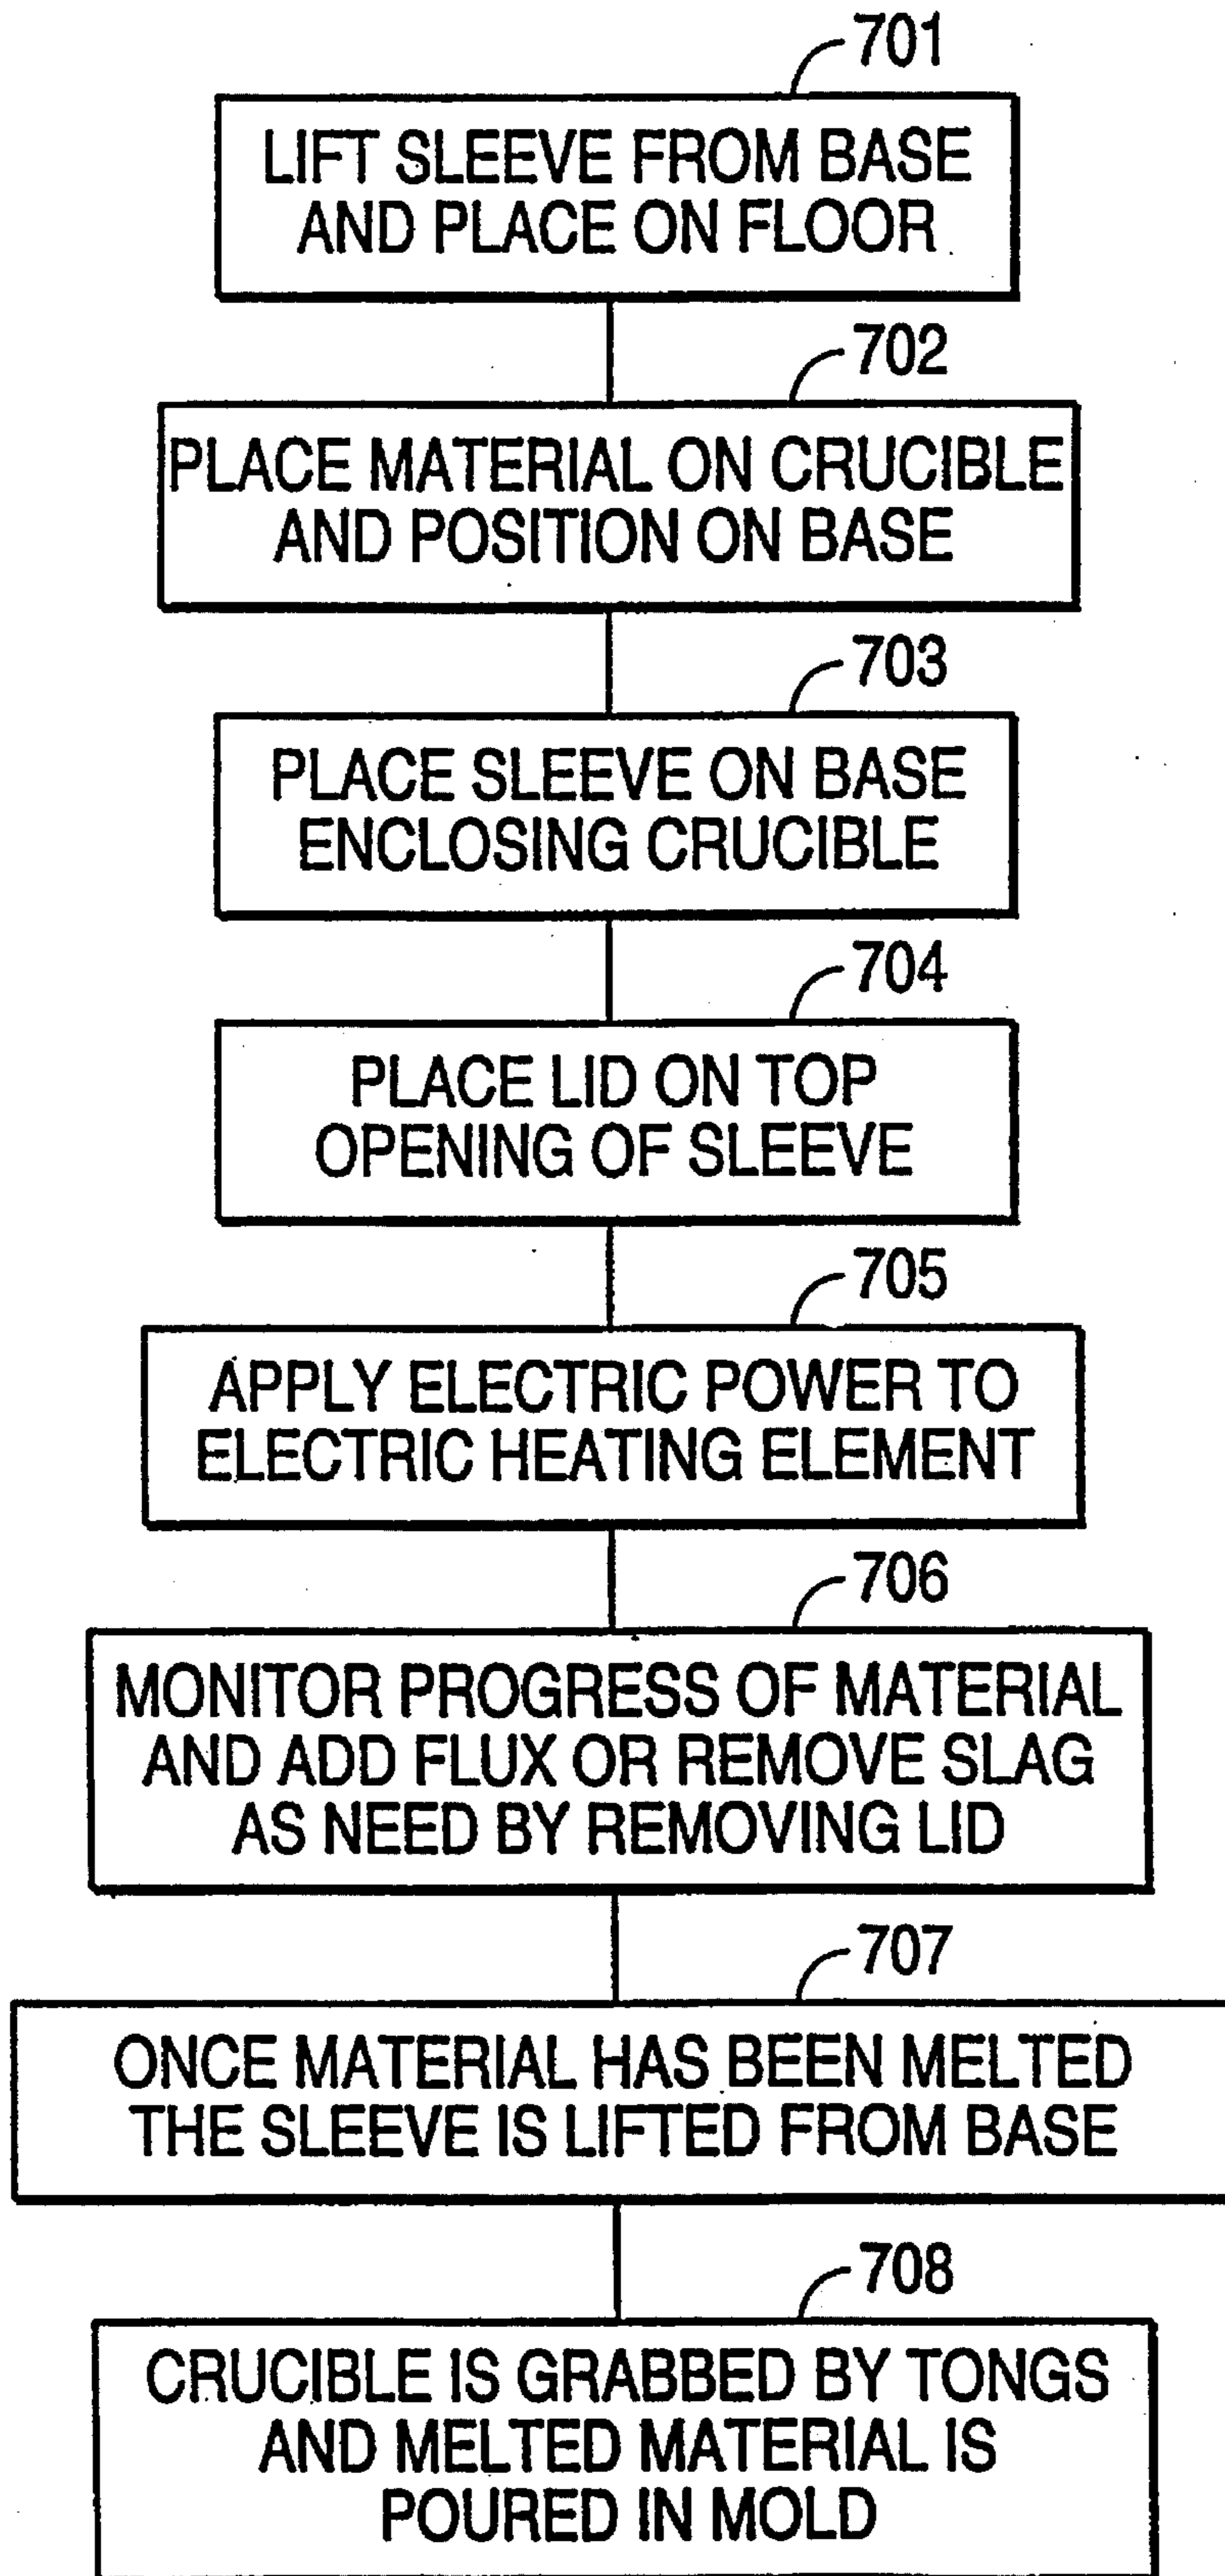 701
LIFT SLEEVE FROM BASE
AND PLACE ON FLOOR
702
PLACE MATERIAL ON CRUCIBLE
AND POSITION ON BASE
703
PLACE SLEEVE ON BASE
ENCLOSING CRUCIBLE
704
PLACE LID ON TOP
OPENING OF SLEEVE
705
APPLY ELECTRIC POWER TO
ELECTRIC HEATING ELEMENT
706
MONITOR PROGRESS OF MATERIAL
AND ADD FLUX OR REMOVE SLAG
AS NEED BY REMOVING LID
707
ONCE MATERIAL HAS BEEN MELTED
THE SLEEVE IS LIFTED FROM BASE
708
CRUCIBLE IS GRABBED BY TONGS
AND MELTED MATERIAL IS
POURED IN MOLD